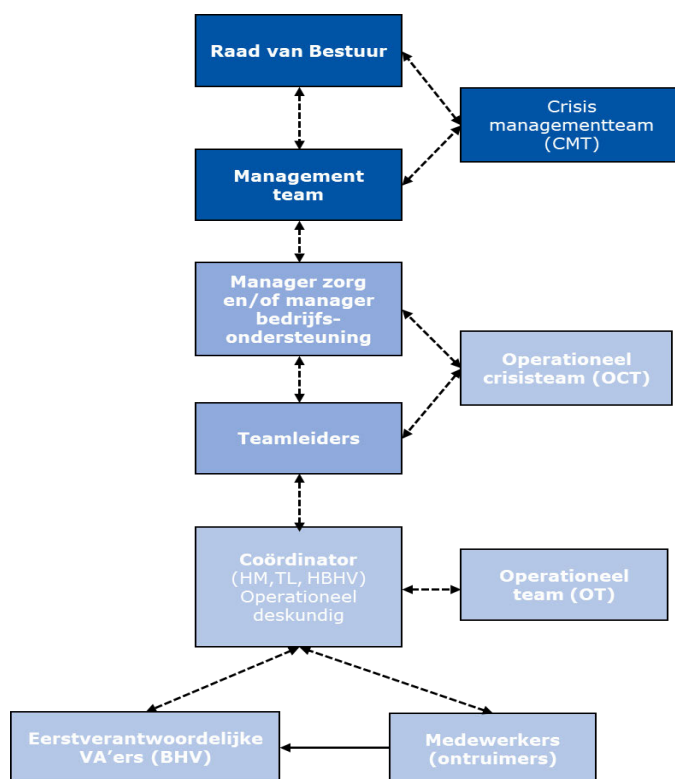 Raad van Bestuur
Crisis
managementteam
(CMT)
Management
team
Manager zorg
en/of manager
bedrijfs-
ondersteuning
Operationeel
crisisteam (OCT)
Teamleiders
Coördinator
(HM,TL, HBHV)
Operationeel
deskundig
Operationeel
team (OT)
Eerstverantwoordelijke
VA’ers (BHV)
Medewerkers
(ontruimers)